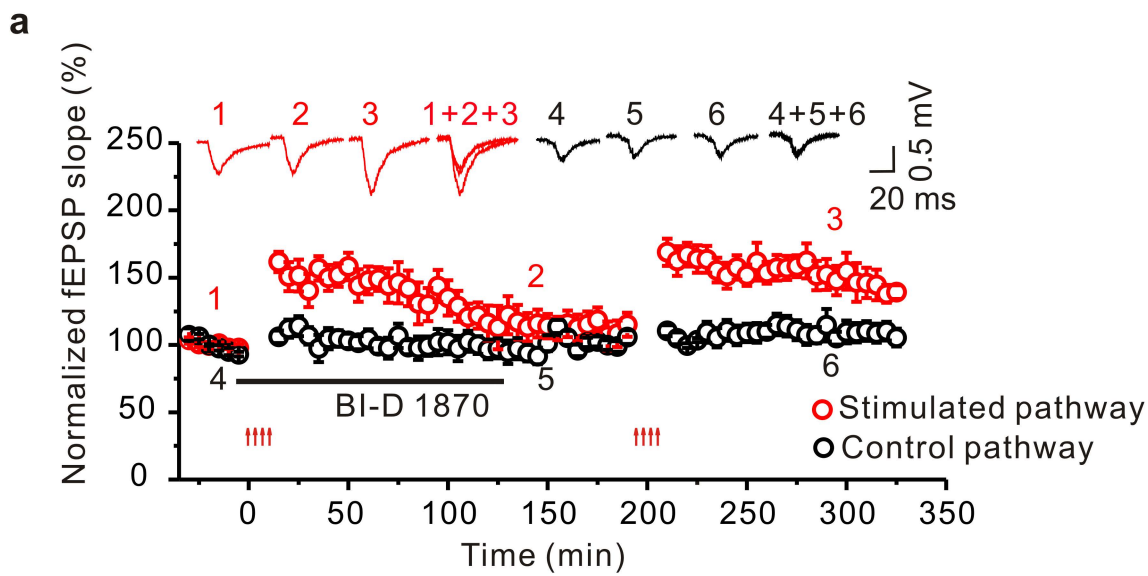 a
1 2 3 1+2+3 4 5 6 4+5+6
0.5 mV
20 ms
Normalized fEPSP slope (%)
250
200
150
100
50
0
1
2
3
4
5
6
BI-D 1870
Stimulated pathway
Control pathway
0 50 100 150 200 250 300 350
Time (min)